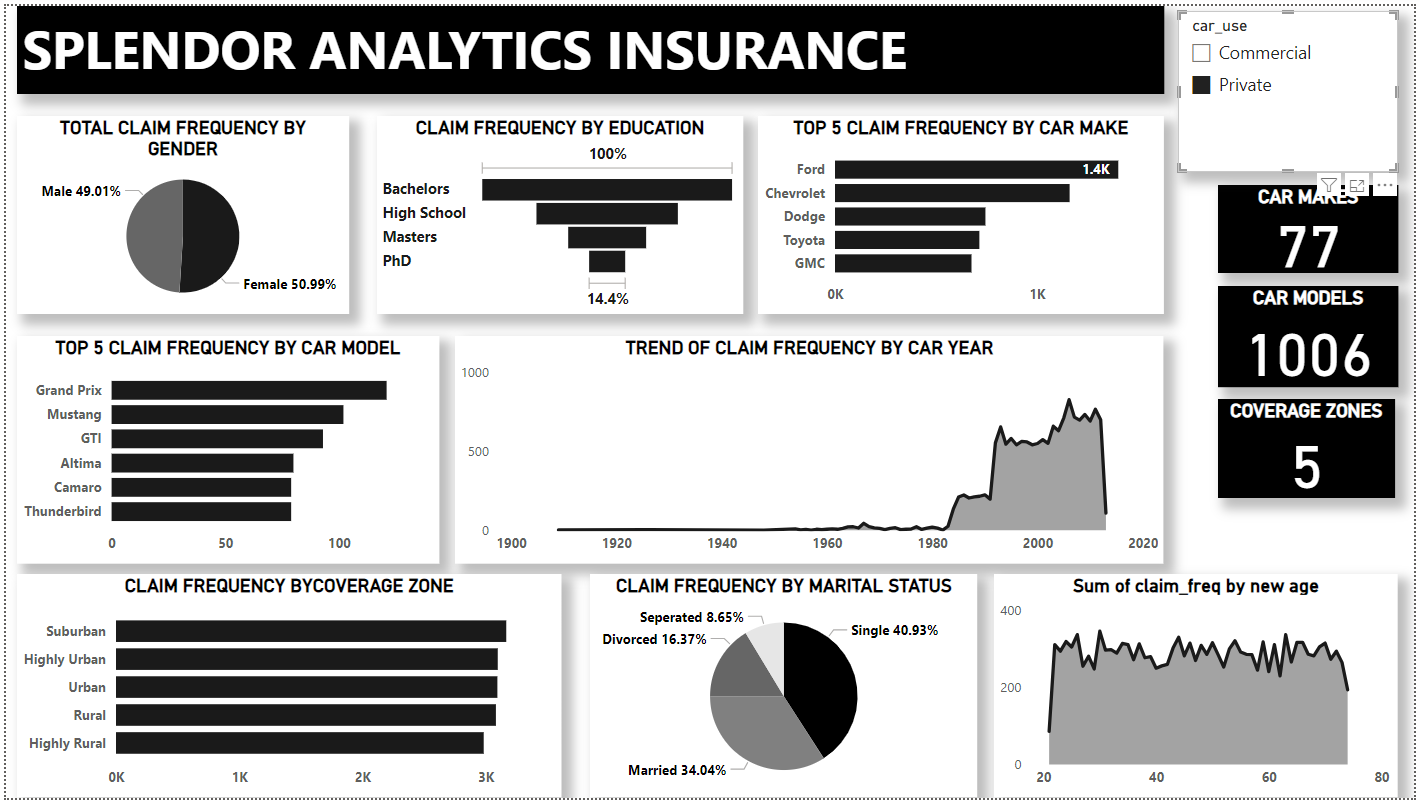 SPLENDOR ANALYTICS INSURANCE
car_use
Commercial
Private
TOTAL CLAIM FREQUENCY BY
GENDER
Male 49.01%
Female 50.99%
CLAIM FREQUENCY BY EDUCATION
100%
Bachelors
High School
Masters
PhD
14.4%
TOP 5 CLAIM FREQUENCY BY CAR MAKE
Ford
1.4K
Chevrolet
Dodge
Toyota
GMC
0K 1K
CAR MAKES
77
CAR MODELS
1006
COVERAGE ZONES
5
TOP 5 CLAIM FREQUENCY BY CAR MODEL
Grand Prix
Mustang
GTI
Altima
Camaro
Thunderbird
0 50 100
TREND OF CLAIM FREQUENCY BY CAR YEAR
1000
500
0
1900 1920 1940 1960 1980 2000 2020
CLAIM FREQUENCY BYCOVERAGE ZONE
Suburban
Highly Urban
Urban
Rural
Highly Rural
0K 1K 2K 3K
CLAIM FREQUENCY BY MARITAL STATUS
Seperated 8.65%
Divorced 16.37%
Single 40.93%
Married 34.04%
Sum of claim_freq by new age
400
200
0
20 40 60 80